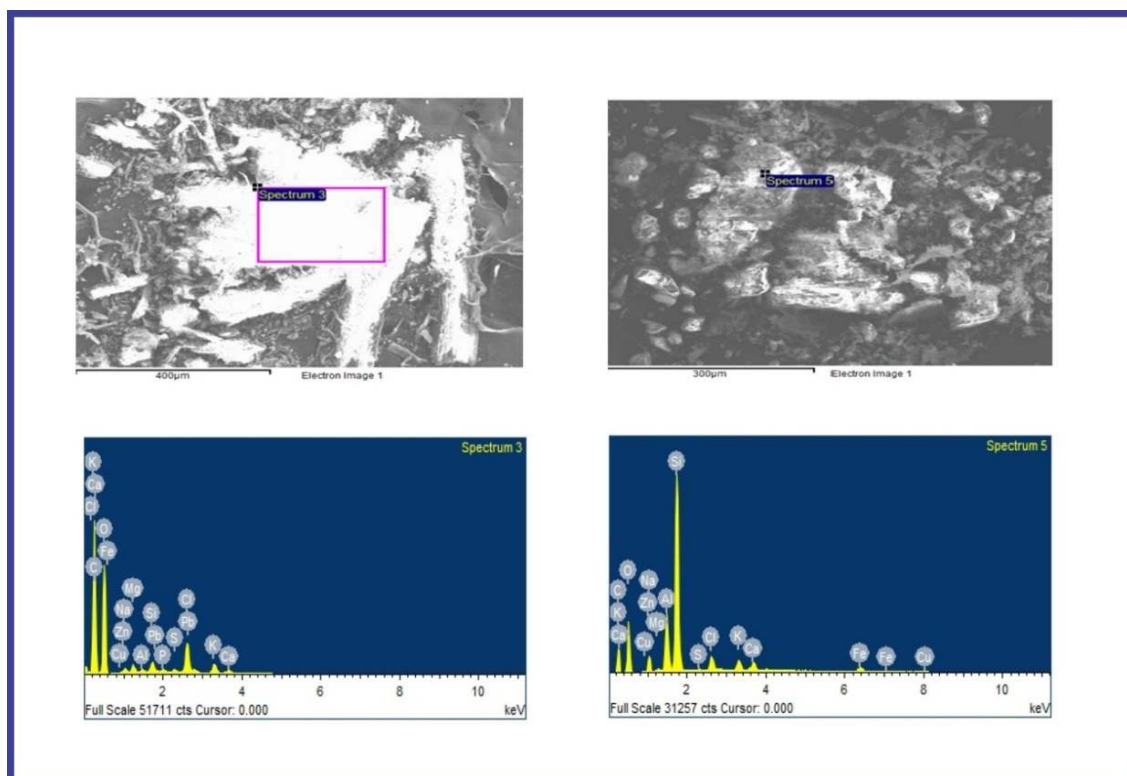 Spectrum 3
400µm
Electron Image 1
Spectrum 5
300µm
Electron Image 1
Spectrum 3
K
Ca
Cl
O
Fe
C
Mg
Na
Si
Cl
Zn
Pb
Pb
S
Cu
Al
P
K
Ca
2
4
6
8
10
Full Scale 51711 cts Cursor: 0.000
keV
Spectrum 5
Si
O
Na
C
Zn
Al
K
Mg
Ca
Cu
S
Cl
K
Ca
Fe
Fe
Cu
2
4
6
8
10
Full Scale 31257 cts Cursor: 0.000
keV